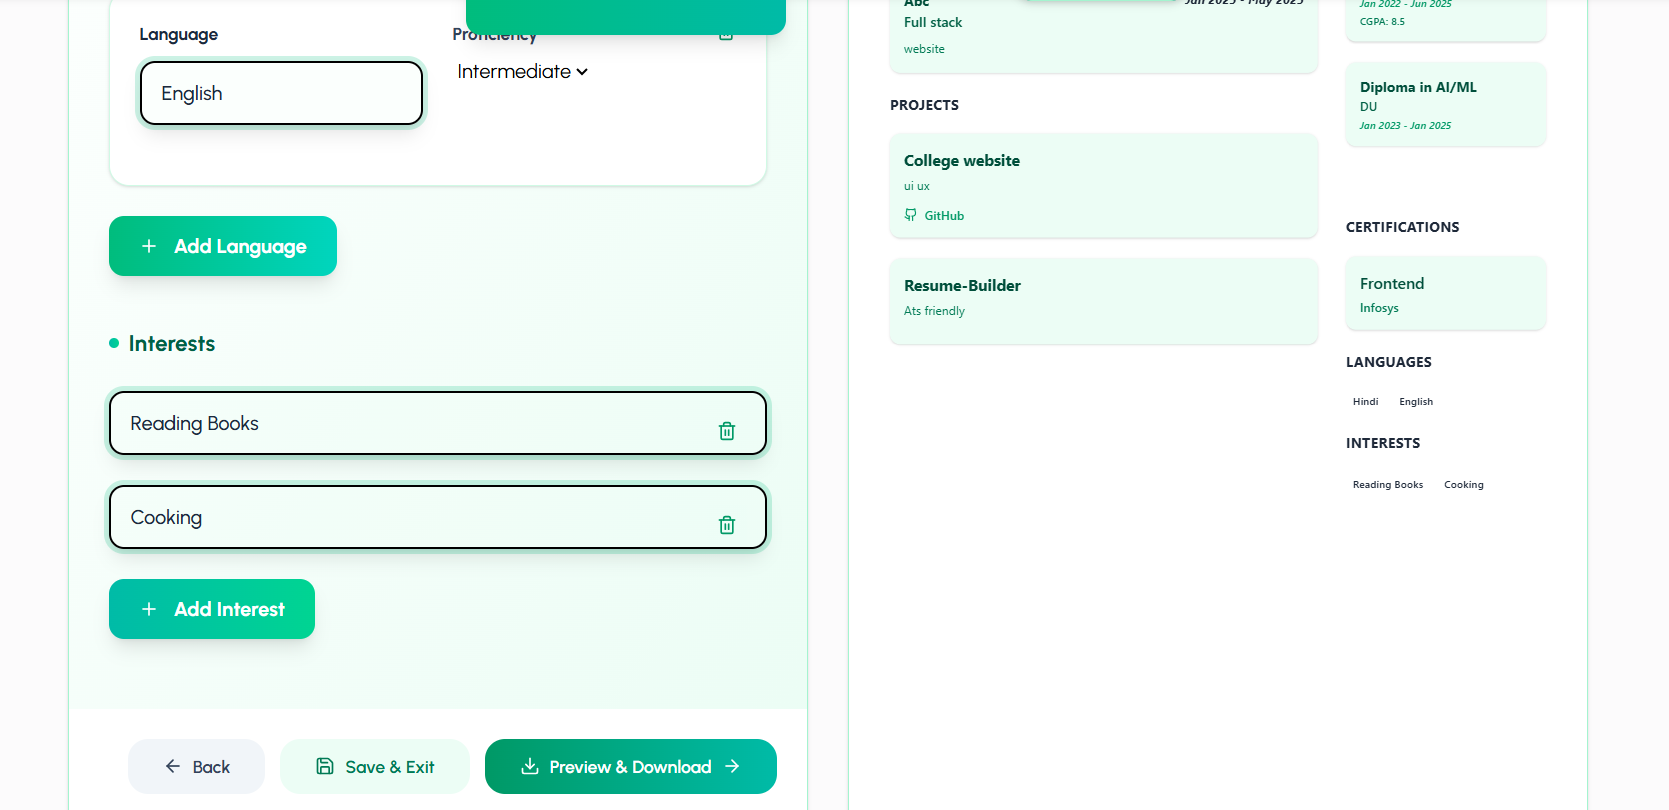 Language
Proficiency
English
Intermediate
Add Language
Interests
Reading Books
Cooking
Add Interest
Back
Save & Exit
Preview & Download
Abc
Jan 2025 - May 2025
Full stack
website
PROJECTS
College website
ui ux
GitHub
Resume-Builder
Ats friendly
Jan 2022 - Jun 2025
CGPA: 8.5
Diploma in AI/ML
DU
Jan 2023 - Jan 2025
CERTIFICATIONS
Frontend
Infosys
LANGUAGES
Hindi English
INTERESTS
Reading Books Cooking